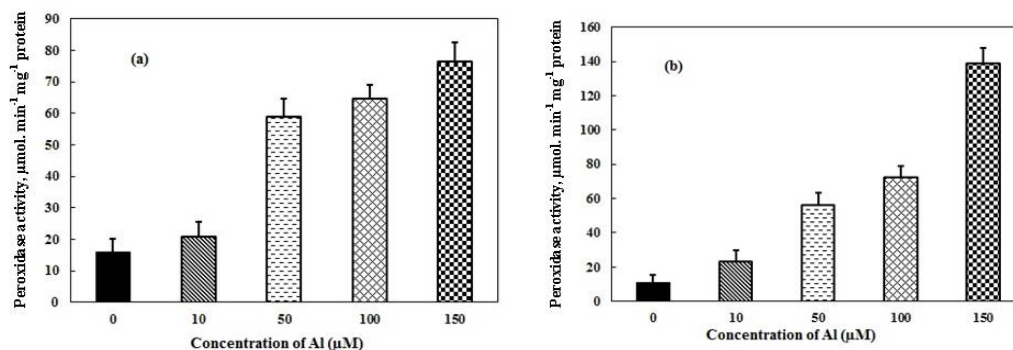 Peroxidase activity, µmol. min⁻¹ mg⁻¹ protein
90
80
70
60
50
40
30
20
10
0
(a)
0 10 50 100 150
Concentration of Al (µM)
Peroxidase activity, µmol. min⁻¹ mg⁻¹ protein
160
140
120
100
80
60
40
20
0
(b)
0 10 50 100 150
Concentration of Al (µM)